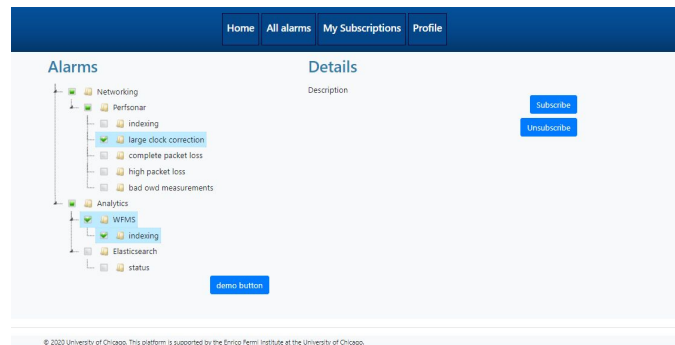 Home All alarms My Subscriptions Profile
Alarms
Networking
Perfsonar
indexing
large clock correction
complete packet loss
high packet loss
bad owd measurements
Analytics
WFMS
indexing
Elasticsearch
status
demo button
Details
Description
Subscribe
Unsubscribe
© 2020 University of Chicago. This platform is supported by the Enrico Fermi Institute at the University of Chicago.